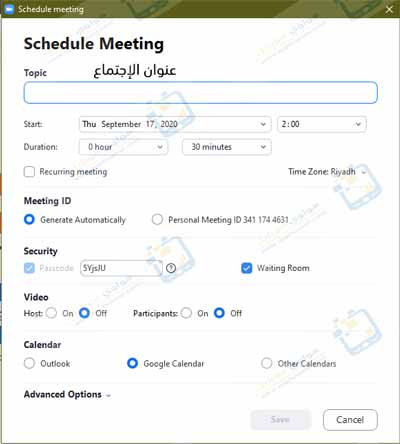 Schedule meeting
Schedule Meeting
Topic عنوان الإجتماع
Start: Thu September 17, 2020 2:00
Duration: 0 hour 30 minutes
Recurring meeting Time Zone: Riyadh
Meeting ID
Generate Automatically Personal Meeting ID 341 174 4631
Security
Passcode 5YjsJU ? Waiting Room
Video
Host: On Off Participants: On Off
Calendar
Outlook Google Calendar Other Calendars
Advanced Options
Save Cancel